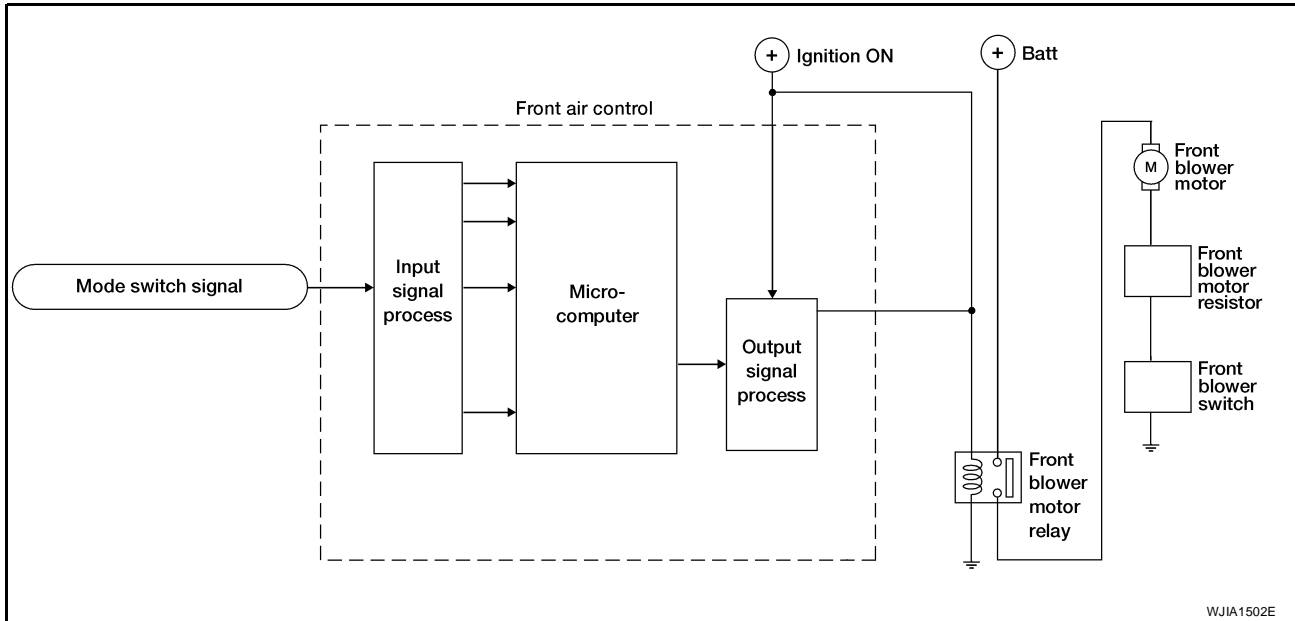 +
Ignition ON
+
Batt
Front air control
M
Front
blower
motor
Mode switch signal
Input
signal
process
Micro-
computer
Output
signal
process
Front
blower
motor
resistor
Front
blower
switch
Front
blower
motor
relay
WJIA1502E